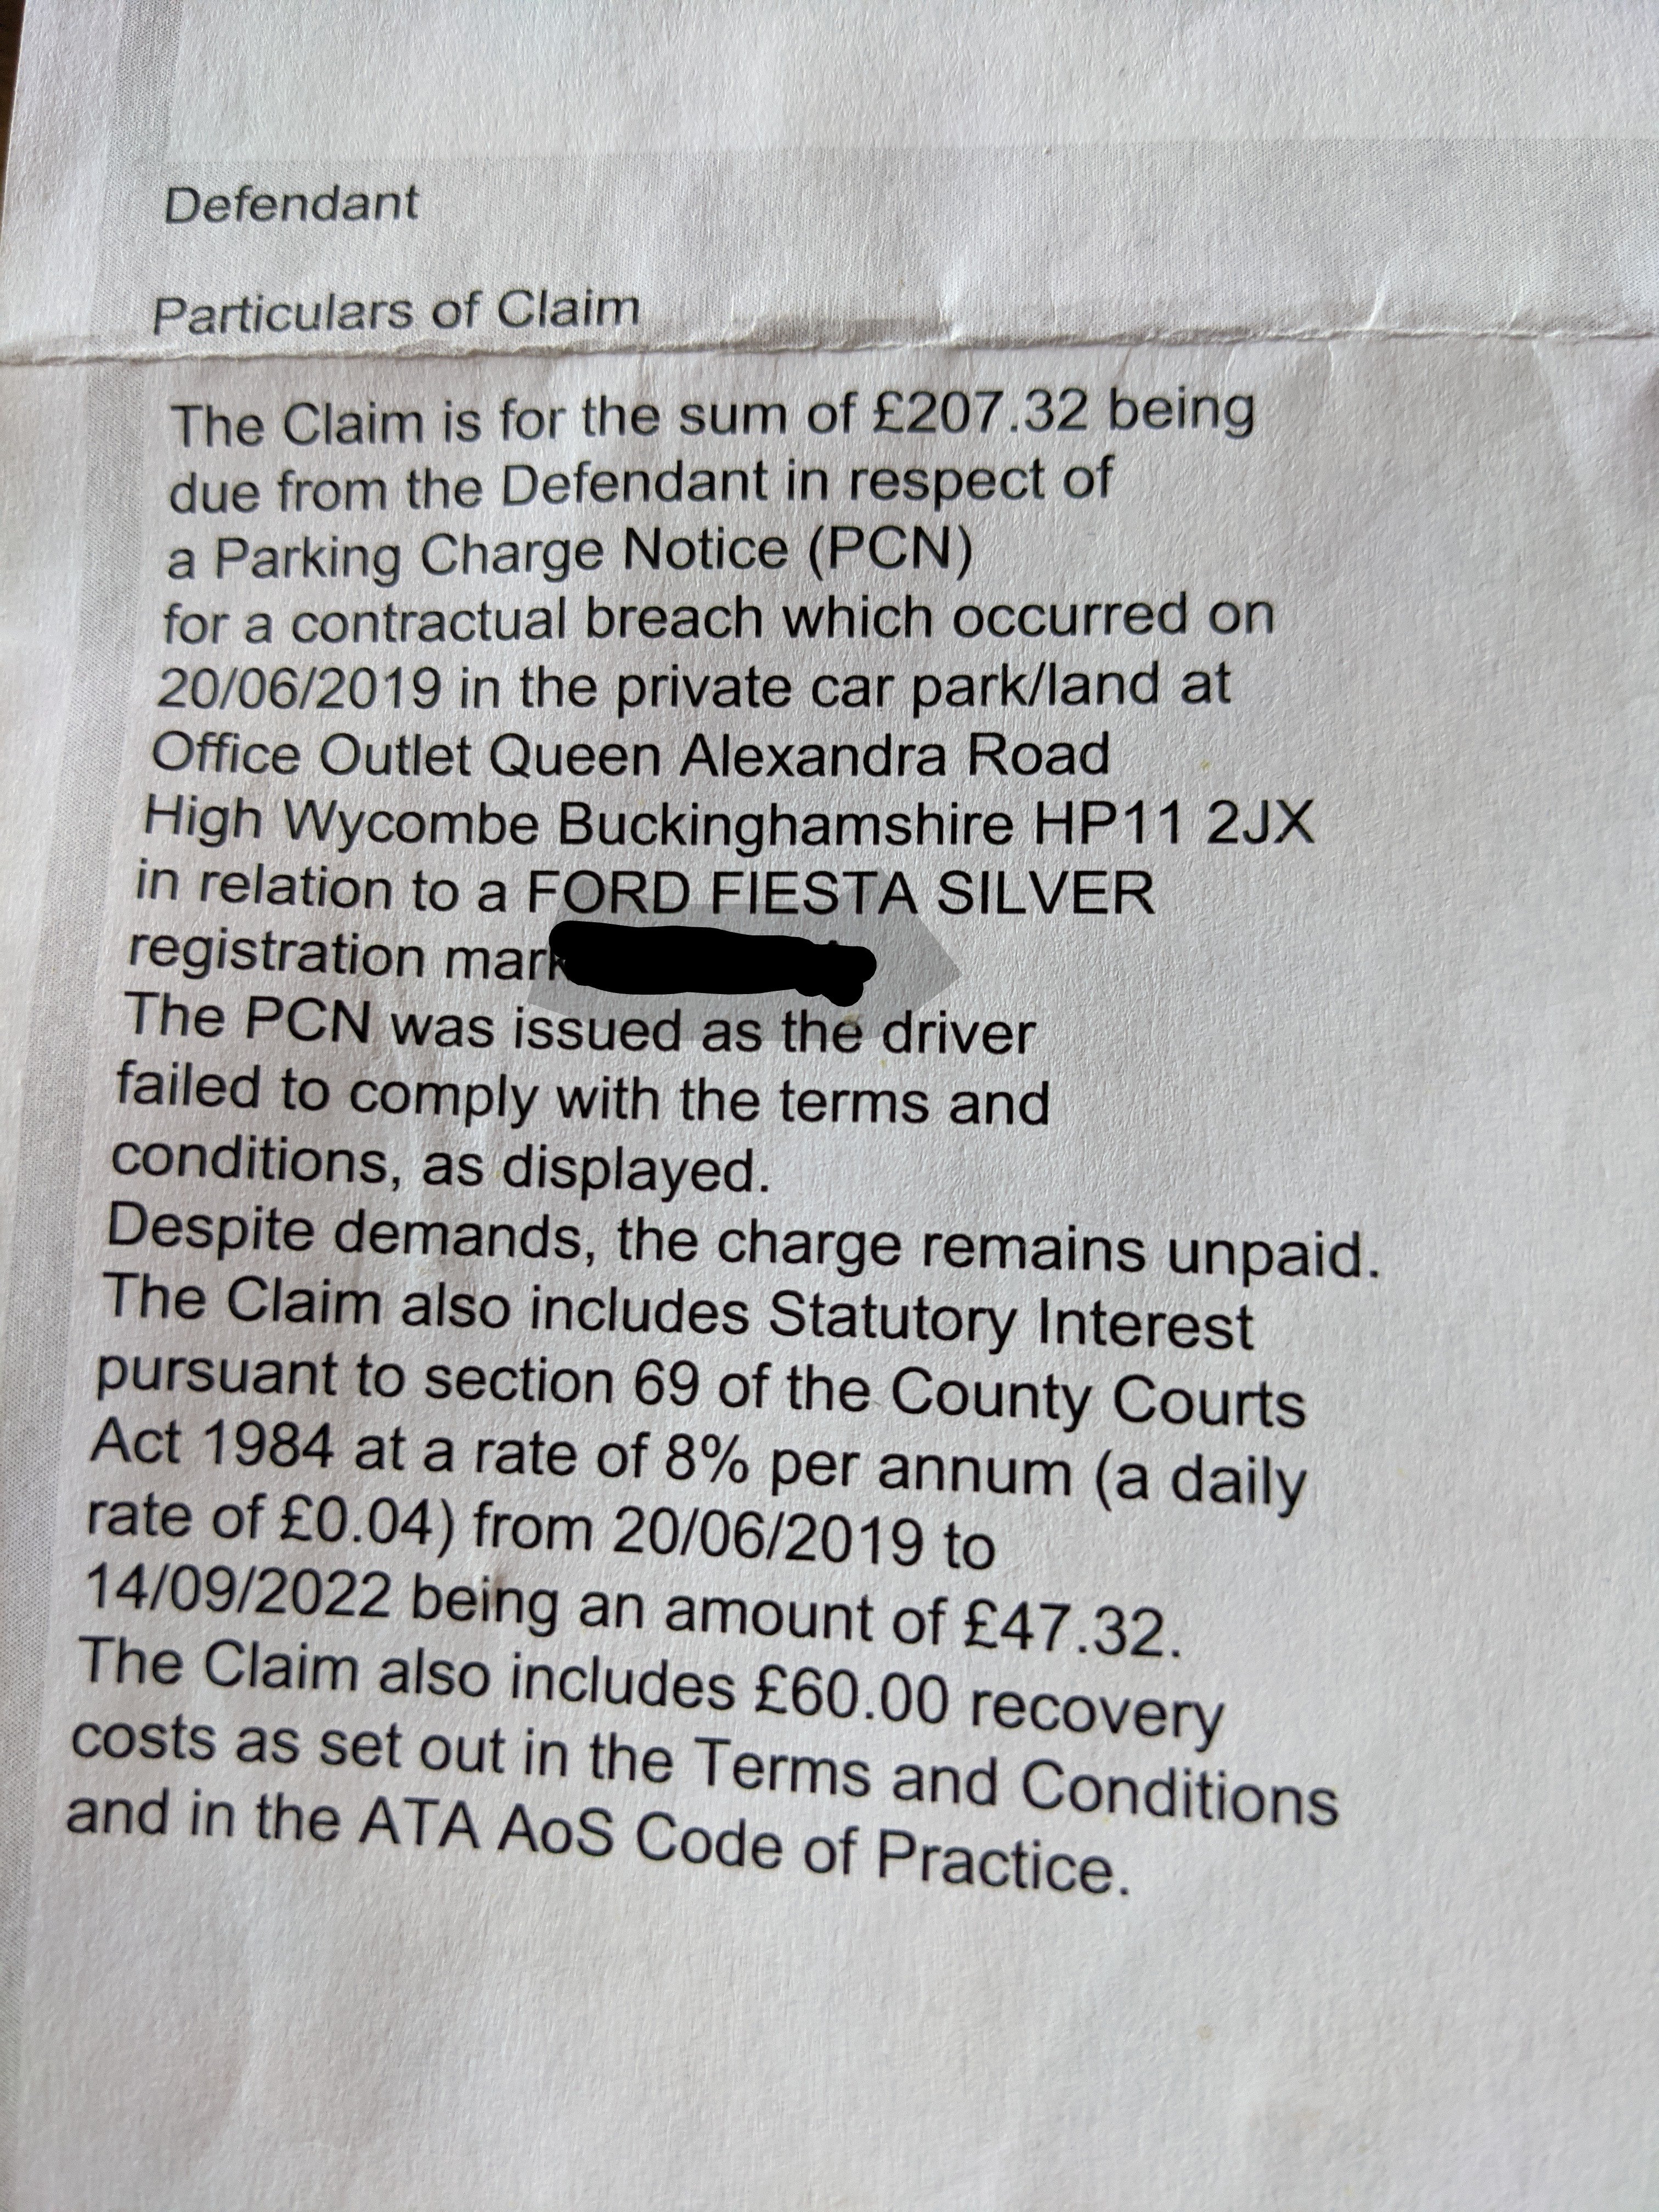 Defendant
Particulars of Claim
The Claim is for the sum of £207.32 being
due from the Defendant in respect of
a Parking Charge Notice (PCN)
for a contractual breach which occurred on
20/06/2019 in the private car park/land at
Office Outlet Queen Alexandra Road
High Wycombe Buckinghamshire HP11 2JX
in relation to a FORD FIESTA SILVER
registration mark
The PCN was issued as the driver
failed to comply with the terms and
conditions, as displayed.
Despite demands, the charge remains unpaid.
The Claim also includes Statutory Interest
pursuant to section 69 of the County Courts
Act 1984 at a rate of 8% per annum (a daily
rate of £0.04) from 20/06/2019 to
14/09/2022 being an amount of £47.32.
The Claim also includes £60.00 recovery
costs as set out in the Terms and Conditions
and in the ATA AoS Code of Practice.